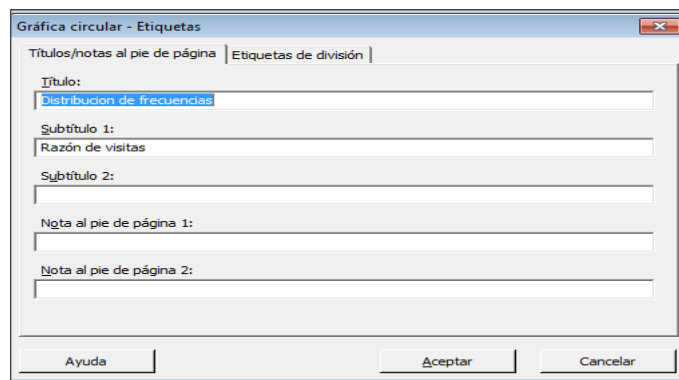 Gráfica circular - Etiquetas
Títulos/notas al pie de página Etiquetas de división
Título:
Distribucion de frecuencias
Subtítulo 1:
Razón de visitas
Subtítulo 2:
Nota al pie de página 1:
Nota al pie de página 2:
Ayuda Aceptar Cancelar